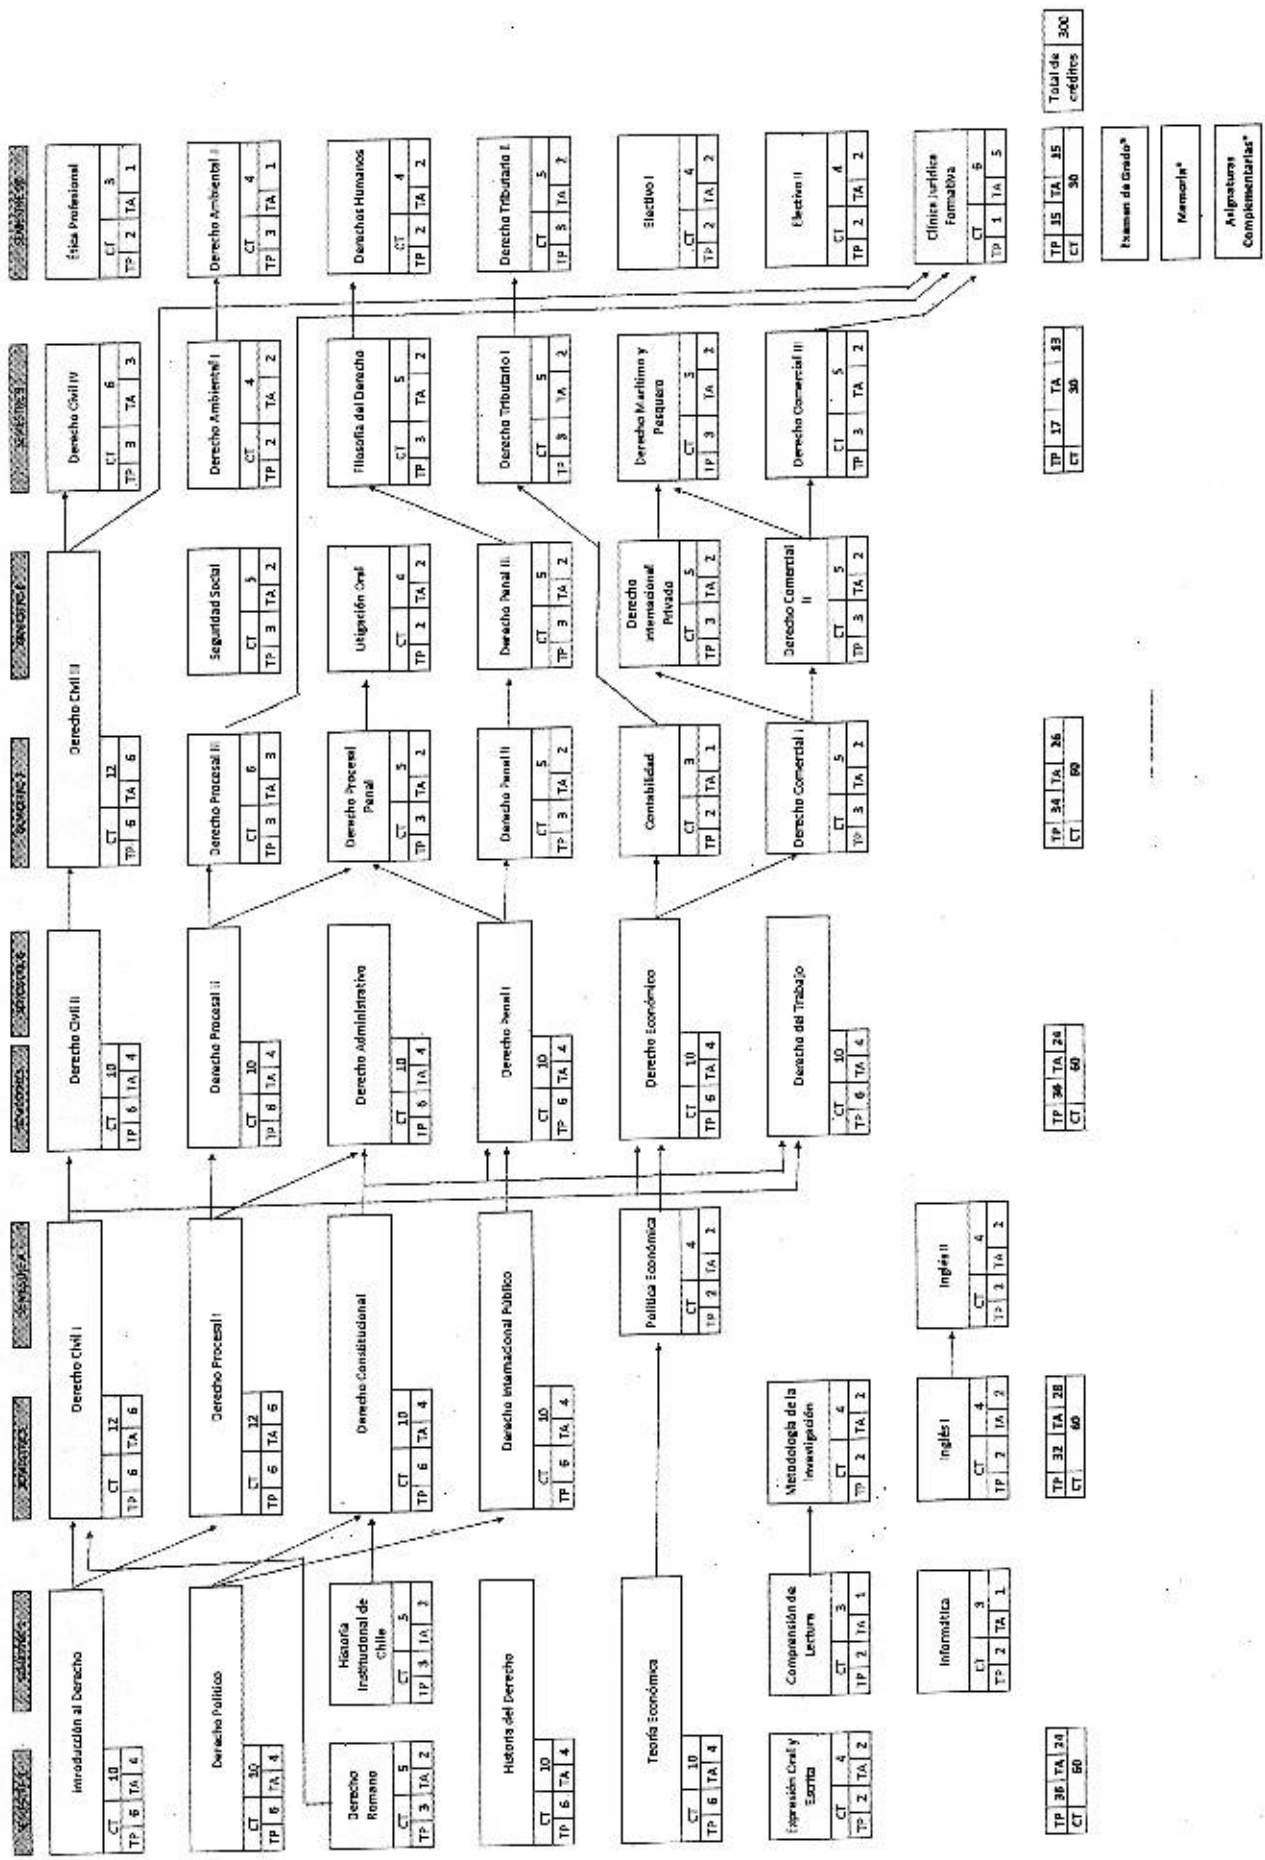 Introducción al Derecho
CT 10
TP 6 TA 4
Derecho Civil I
CT 12
TP 6 TA 6
Derecho Civil II
CT 10
TP 6 TA 4
Derecho Civil III
CT 12
TP 6 TA 6
Derecho Civil IV
CT 6
TP 3 TA 3
Ética Profesional
CT 3
TP 2 TA 1
Derecho Político
CT 10
TP 6 TA 4
Derecho Procesal I
CT 12
TP 6 TA 6
Derecho Procesal II
CT 10
TP 6 TA 4
Derecho Procesal III
CT 6
TP 3 TA 3
Seguridad Social
CT 5
TP 3 TA 2
Derecho Ambiental I
CT 4
TP 2 TA 2
Derecho Ambiental II
CT 4
TP 3 TA 1
Derecho
Romano
CT 5
TP 3 TA 2
Historia
Institucional de
Chile
CT 5
TP 3 TA 2
Derecho Constitucional
CT 10
TP 6 TA 4
Derecho Administrativo
CT 10
TP 6 TA 4
Derecho Procesal
Penal
CT 5
TP 3 TA 2
Litigación Oral
CT 4
TP 2 TA 2
Filosofía del Derecho
CT 5
TP 3 TA 2
Derechos Humanos
CT 4
TP 2 TA 2
Historia del Derecho
CT 10
TP 6 TA 4
Derecho Internacional Público
CT 10
TP 6 TA 4
Derecho Penal I
CT 10
TP 6 TA 4
Derecho Penal II
CT 5
TP 3 TA 2
Derecho Penal III
CT 5
TP 3 TA 2
Derecho Tributario I
CT 5
TP 3 TA 2
Derecho Tributario II
CT 5
TP 3 TA 2
Teoría Económica
CT 10
TP 6 TA 4
Política Económica
CT 4
TP 2 TA 2
Derecho Económico
CT 10
TP 6 TA 4
Contabilidad
CT 3
TP 2 TA 1
Derecho
Internacional
Privado
CT 5
TP 3 TA 2
Derecho Marítimo y
Pesquero
CT 5
TP 3 TA 2
Electivo I
CT 4
TP 2 TA 2
Expresión Oral y
Escrita
CT 4
TP 2 TA 2
Comprensión de
Lectura
CT 3
TP 2 TA 1
Metodología de la
Investigación
CT 4
TP 2 TA 2
Derecho del Trabajo
CT 10
TP 6 TA 4
Derecho Comercial I
CT 5
TP 3 TA 2
Derecho Comercial
II
CT 5
TP 3 TA 2
Derecho Comercial III
CT 5
TP 3 TA 2
Electivo II
CT 4
TP 2 TA 2
Informática
CT 3
TP 2 TA 1
Inglés I
CT 4
TP 2 TA 2
Inglés II
CT 4
TP 2 TA 2
Clínica Jurídica
Formativa
CT 6
TP 1 TA 5
TP 36 TA 24
CT 60
TP 32 TA 28
CT 60
TP 36 TA 24
CT 60
TP 34 TA 26
CT 60
TP 17 TA 13
CT 30
TP 15 TA 15
CT 30
Total de
créditos 300
Examen de Grado*
Memoria*
Asignaturas
Complementarias*